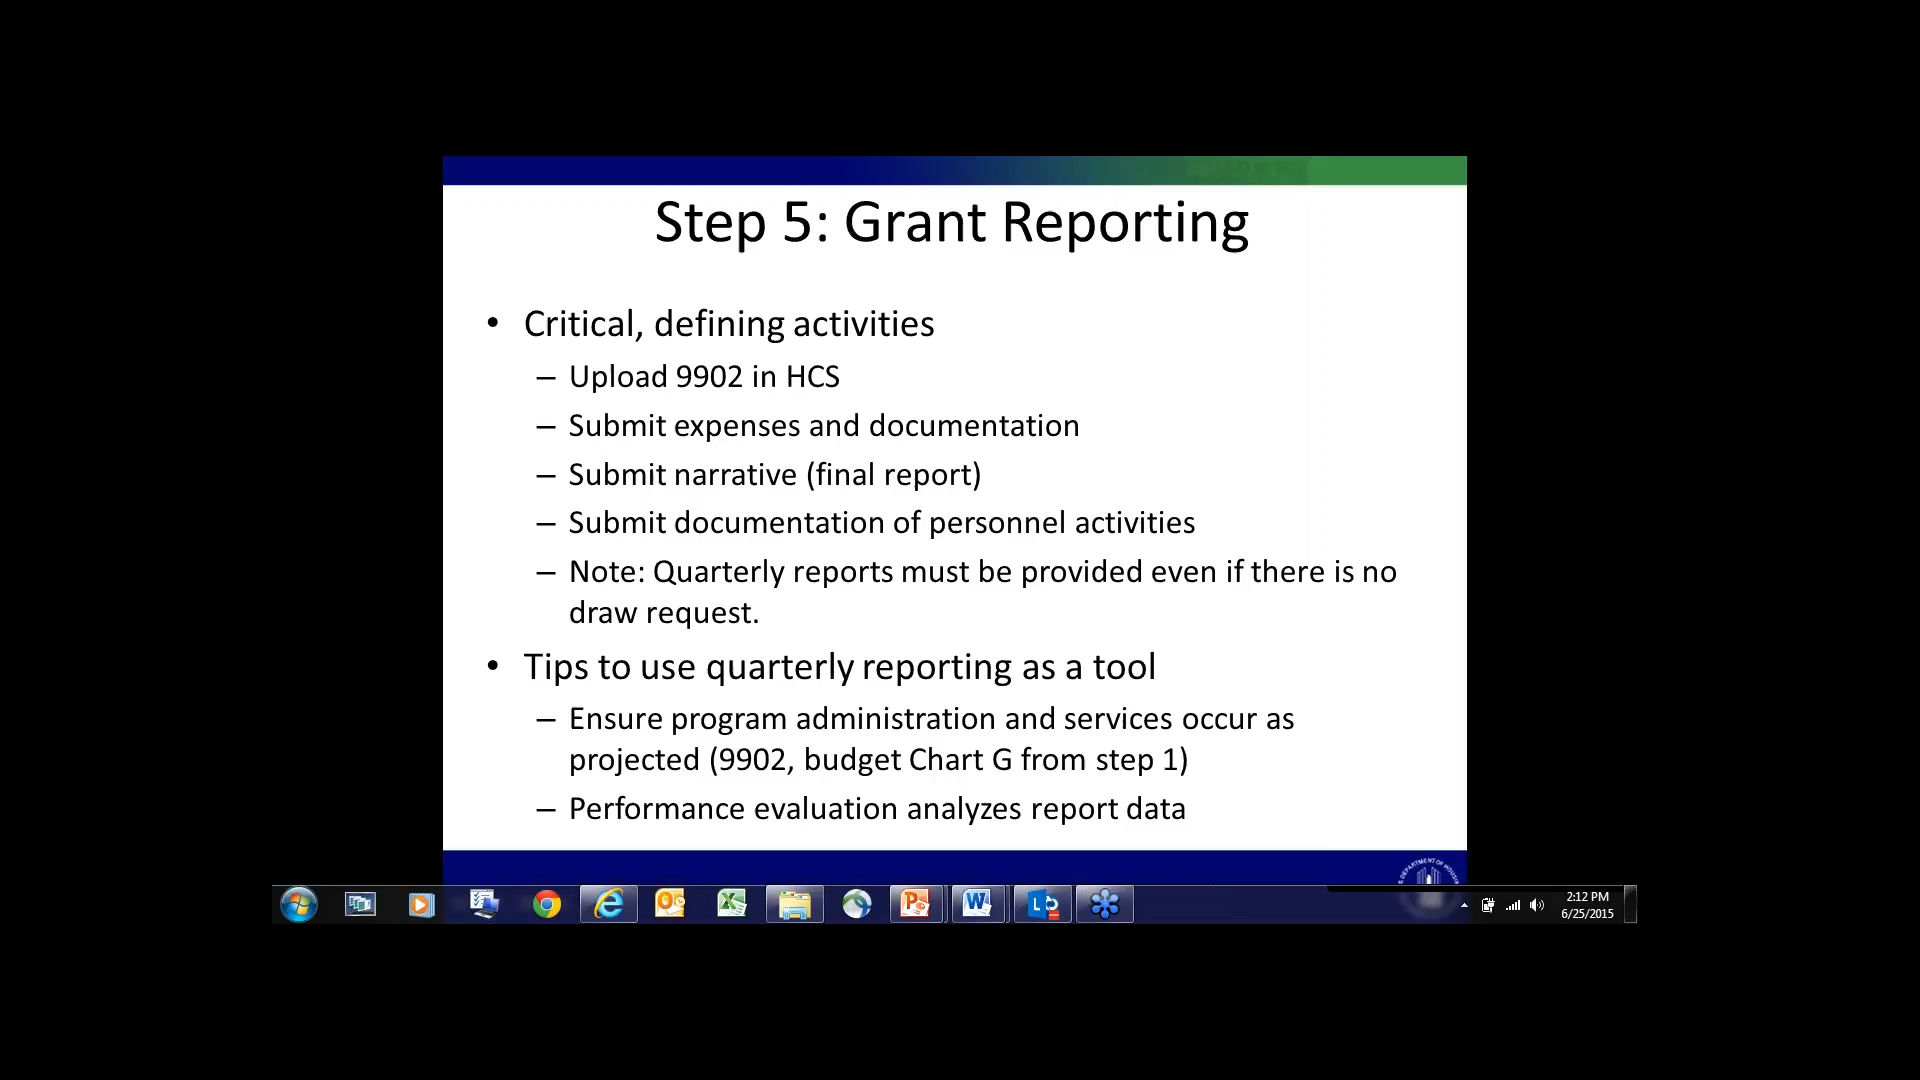 Step 5: Grant Reporting
• Critical, defining activities
– Upload 9902 in HCS
– Submit expenses and documentation
– Submit narrative (final report)
– Submit documentation of personnel activities
– Note: Quarterly reports must be provided even if there is no
draw request.
• Tips to use quarterly reporting as a tool
– Ensure program administration and services occur as
projected (9902, budget Chart G from step 1)
– Performance evaluation analyzes report data
DEPARTMENT OF
2:12 PM
6/25/2015